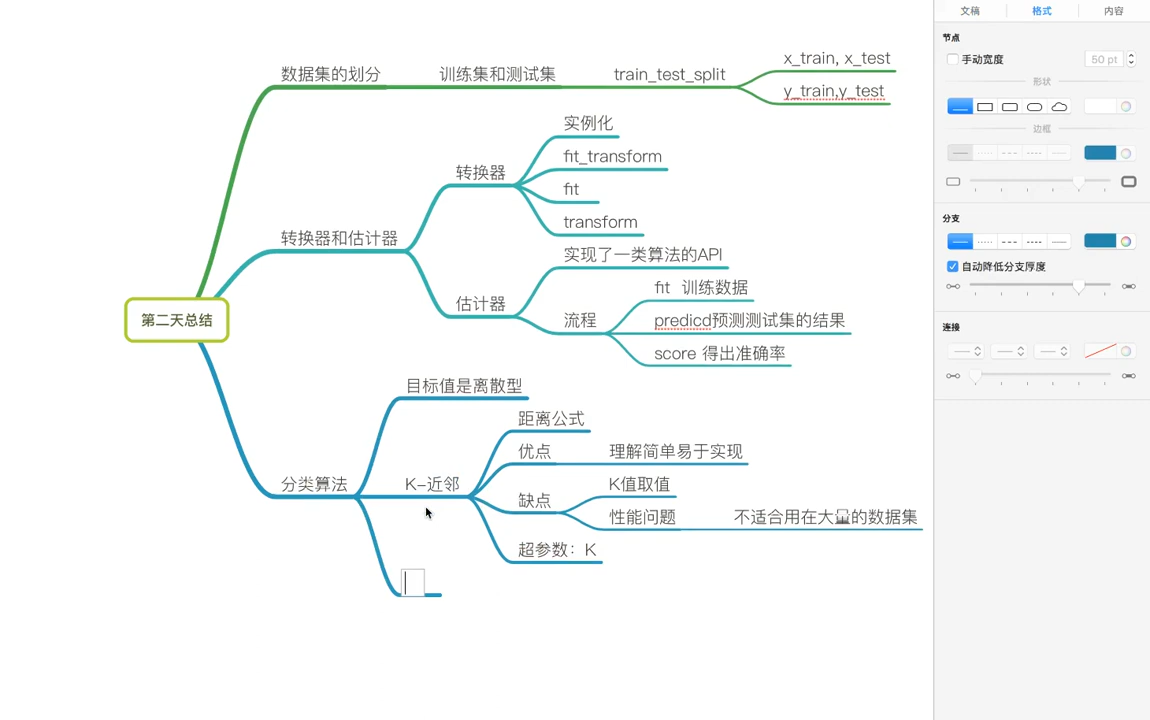 文稿
格式
内容
节点
手动宽度
50 pt
形状
边框
分支
自动降低分支厚度
连接
第二天总结
数据集的划分
训练集和测试集
train_test_split
x_train, x_test
y_train,y_test
转换器和估计器
转换器
实例化
fit_transform
fit
transform
估计器
实现了一类算法的API
流程
fit 训练数据
predicd预测测试集的结果
score 得出准确率
分类算法
目标值是离散型
K-近邻
距离公式
优点
理解简单易于实现
缺点
K值取值
性能问题
不适合用在大量的数据集
超参数：K